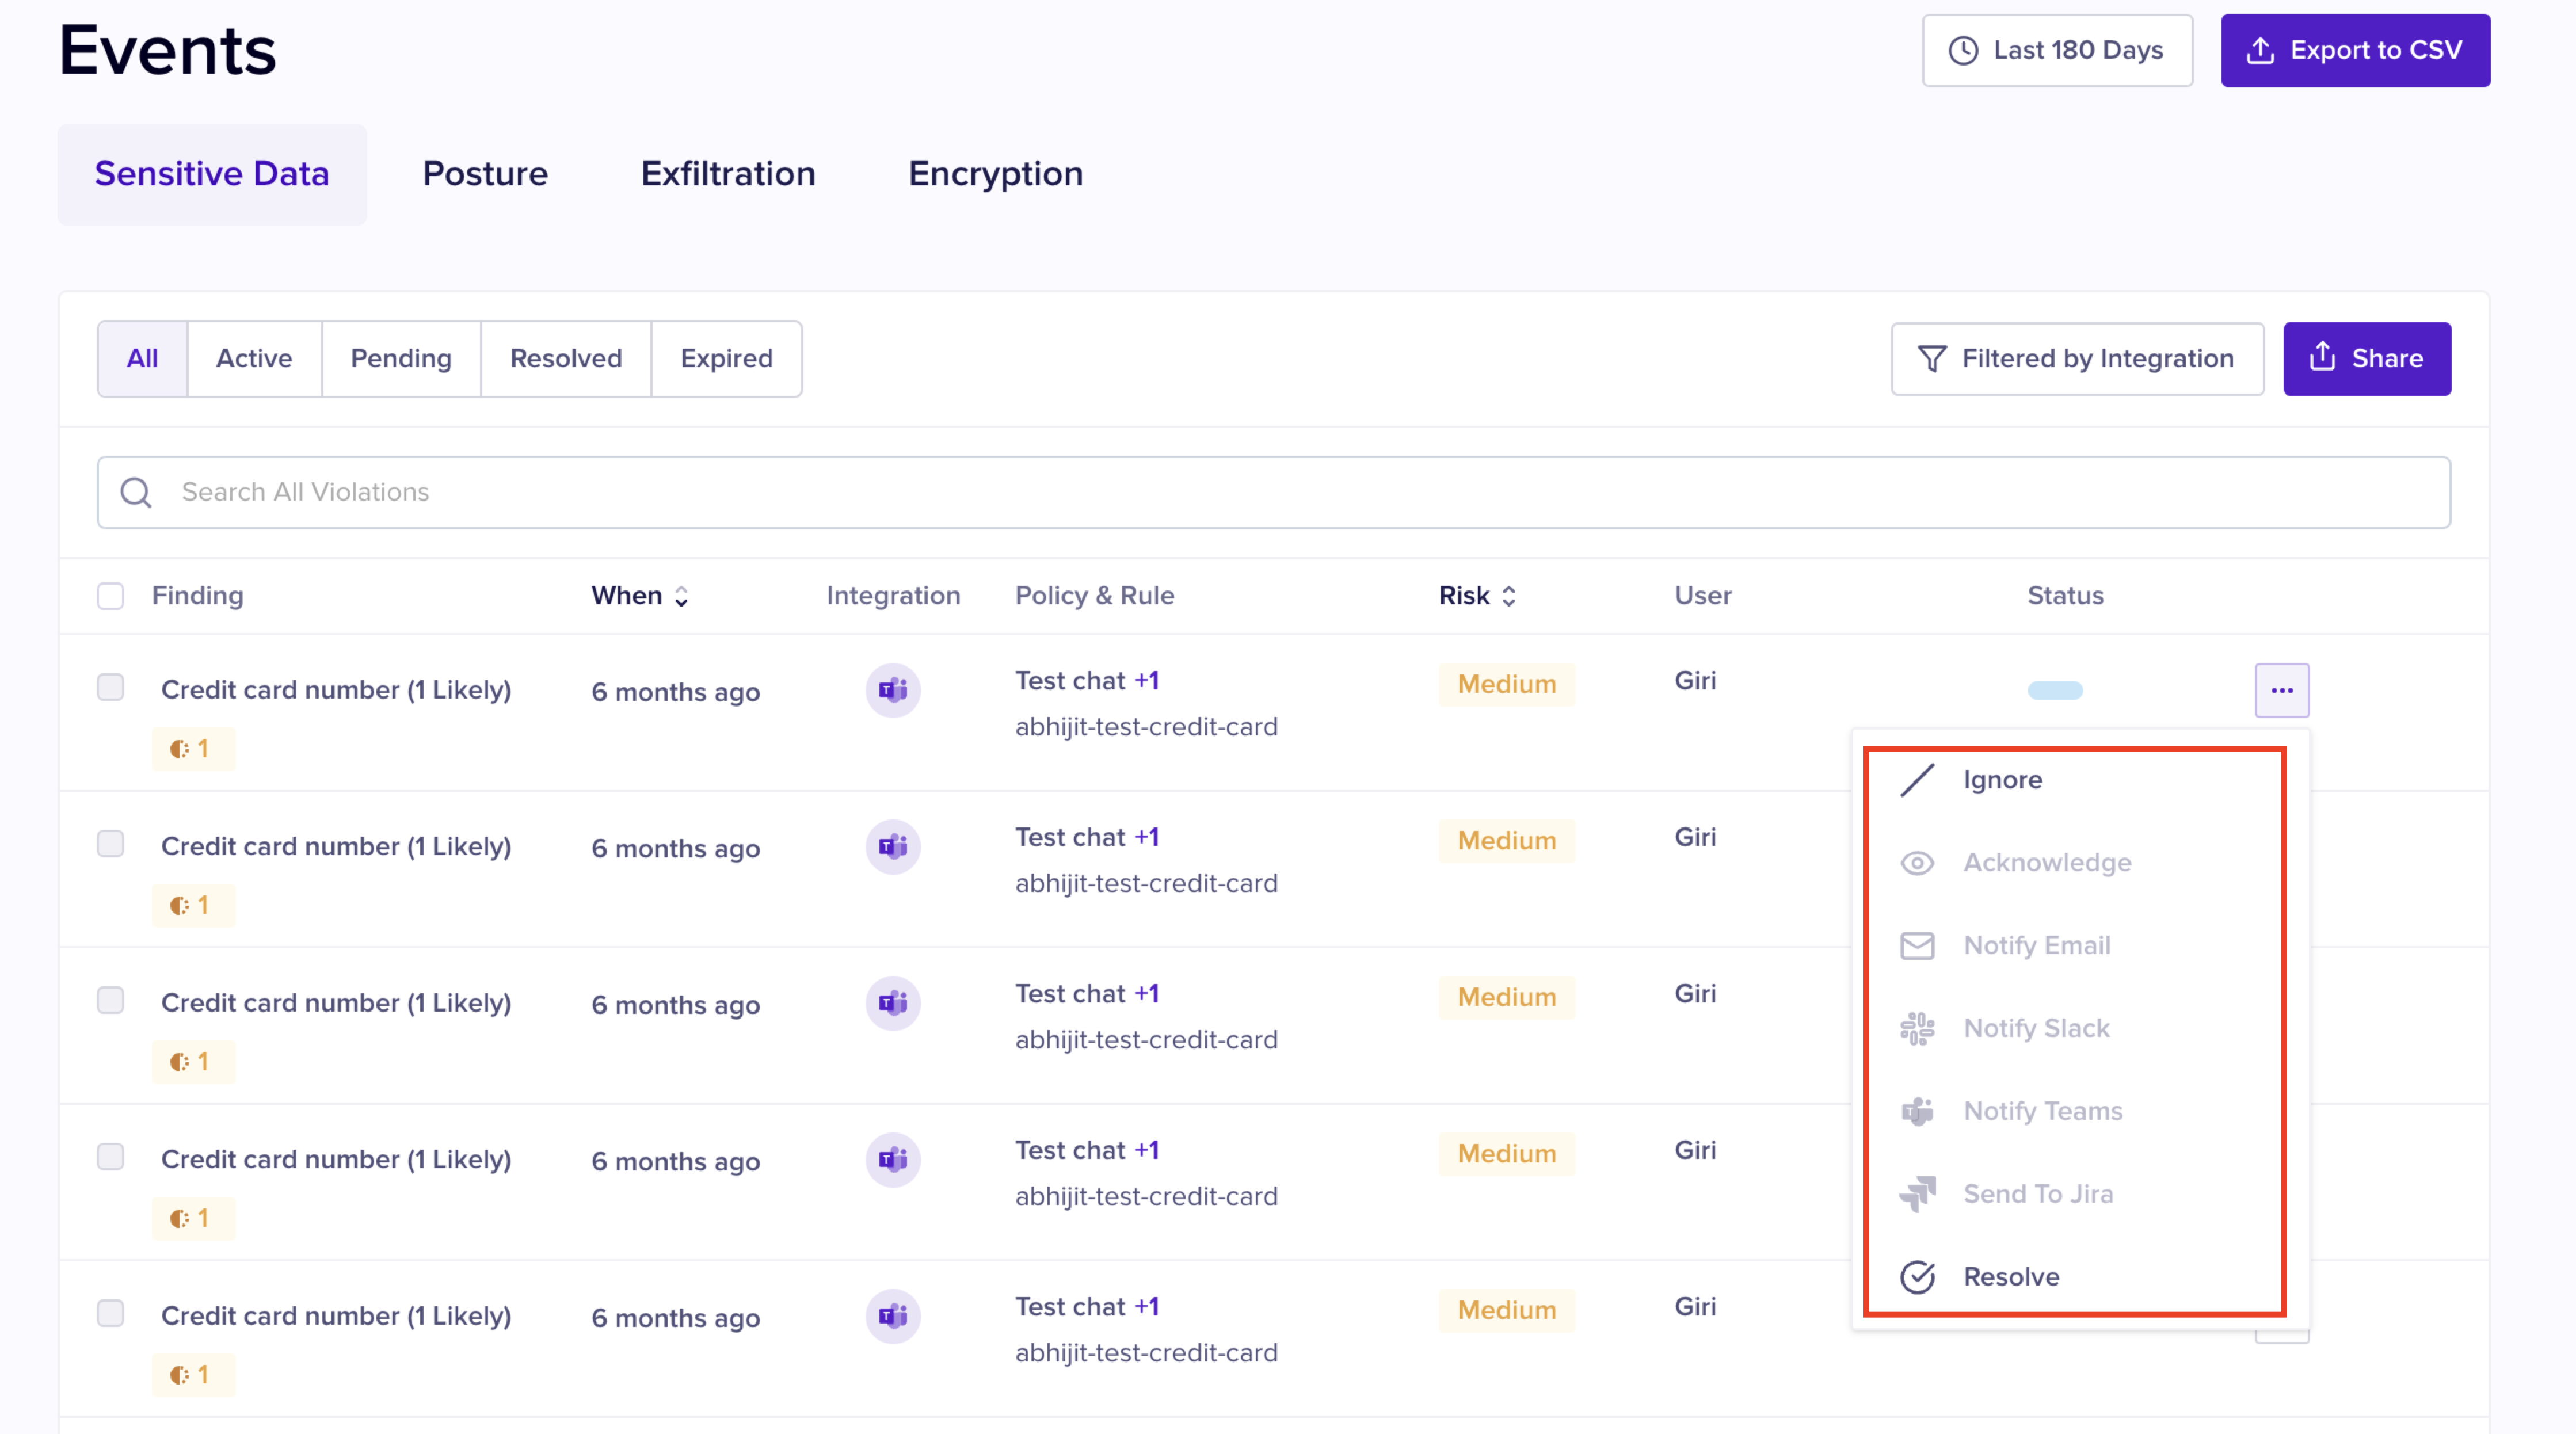 Events
Last 180 Days
Export to CSV
Sensitive Data Posture Exfiltration Encryption
All Active Pending Resolved Expired
Filtered by Integration
Share
Search All Violations
Finding When Integration Policy & Rule Risk User Status
Credit card number (1 Likely) 6 months ago Test chat +1 Medium Giri
abhijit-test-credit-card
1
Credit card number (1 Likely) 6 months ago Test chat +1 Medium Giri
abhijit-test-credit-card
1
Credit card number (1 Likely) 6 months ago Test chat +1 Medium Giri
abhijit-test-credit-card
1
Credit card number (1 Likely) 6 months ago Test chat +1 Medium Giri
abhijit-test-credit-card
1
Credit card number (1 Likely) 6 months ago Test chat +1 Medium Giri
abhijit-test-credit-card
1
Ignore
Acknowledge
Notify Email
Notify Slack
Notify Teams
Send To Jira
Resolve